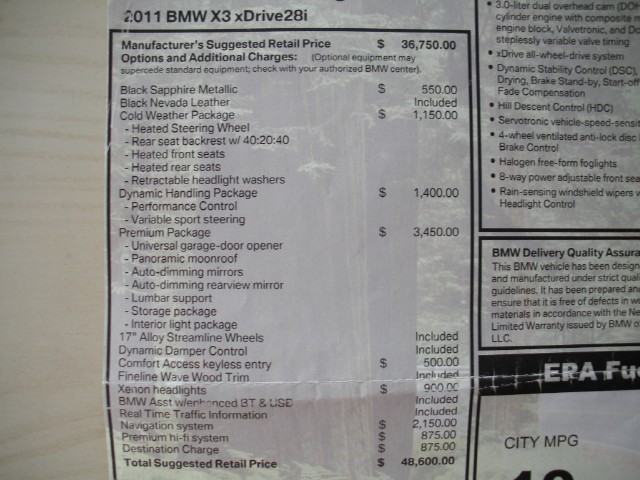 2011 BMW X3 xDrive28i
Manufacturer's Suggested Retail Price $ 36,750.00
Options and Additional Charges: (Optional equipment may
supercede standard equipment; check with your authorized BMW center).
Black Sapphire Metallic $ 550.00
Black Nevada Leather Included
Cold Weather Package $ 1,150.00
- Heated Steering Wheel
- Rear seat backrest w/ 40:20:40
- Heated front seats
- Heated rear seats
- Retractable headlight washers
Dynamic Handling Package $ 1,400.00
- Performance Control
- Variable sport steering
Premium Package $ 3,450.00
- Universal garage-door opener
- Panoramic moonroof
- Auto-dimming mirrors
- Auto-dimming rearview mirror
- Lumbar support
- Storage package
- Interior light package
17" Alloy Streamline Wheels Included
Dynamic Damper Control Included
Comfort Access keyless entry $ 500.00
Fineline Wave Wood Trim Included
Xenon headlights $ 900.00
BMW Asst w/enhanced BT & USB Included
Real Time Traffic Information Included
Navigation system $ 2,150.00
Premium hi-fi system $ 875.00
Destination Charge $ 875.00
Total Suggested Retail Price $ 48,600.00
• 3.0-liter dual overhead cam (DOH
cylinder engine with composite m
engine block, Valvetronic, and Do
steplessly variable valve timing
• xDrive all-wheel-drive system
• Dynamic Stability Control (DSC),
Drying, Brake Stand-by, Start-off
Fade Compensation
• Hill Descent Control (HDC)
• Servotronic vehicle-speed-sensit
• 4-wheel ventilated anti-lock disc
Brake Control
• Halogen free-form foglights
• 8-way power adjustable front sea
• Rain-sensing windshield wipers w
Headlight Control
BMW Delivery Quality Assura
This BMW vehicle has been design
and manufactured under strict qual
guidelines. It has been prepared an
ensure that it is free of defects in w
materials in accordance with the Ne
Limited Warranty issued by BMW o
LLC.
EPA Fue
CITY MPG